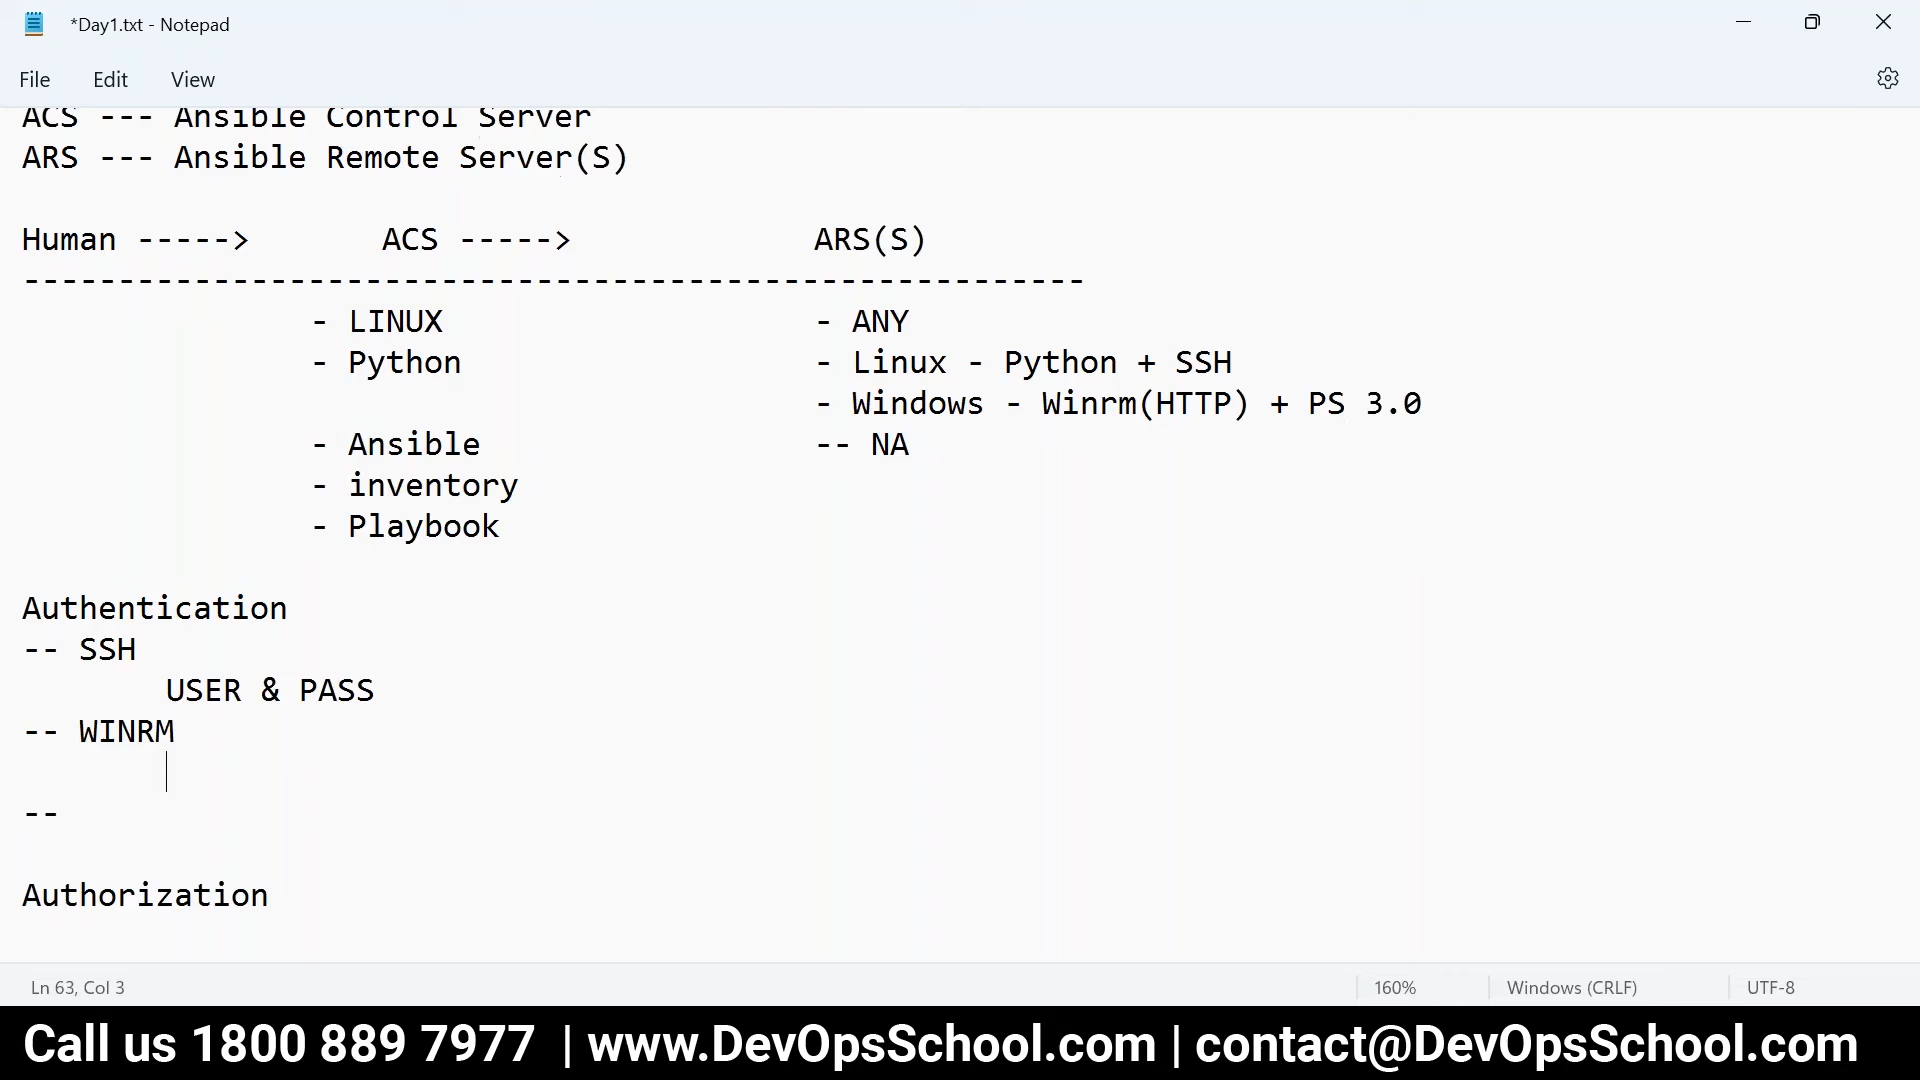 *Day1.txt - Notepad
File Edit View
ACS --- Ansible Control Server
ARS --- Ansible Remote Server(S)
Human -----> ACS -----> ARS(S)
--------------------------------------------------------
- LINUX - ANY
- Python - Linux - Python + SSH
- Windows - Winrm(HTTP) + PS 3.0
- Ansible -- NA
- inventory
- Playbook
Authentication
-- SSH
USER & PASS
-- WINRM
--
Authorization
Ln 63, Col 3 160% Windows (CRLF) UTF-8
Call us 1800 889 7977 | www.DevOpsSchool.com | contact@DevOpsSchool.com